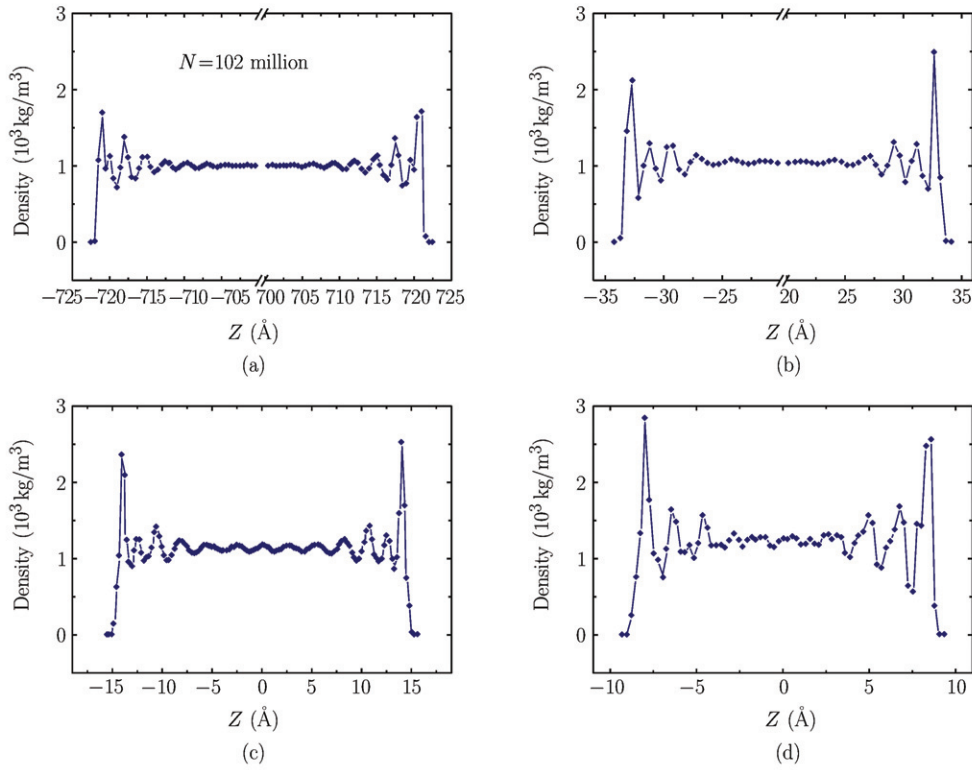 3
2
1
0
Density (10³kg/m³)
N=102 million
−725 −720 −715 −710 −705 700 705 710 715 720 725
Z (Å)
(a)
3
2
1
0
Density (10³kg/m³)
−35 −30 −25 20 25 30 35
Z (Å)
(b)
3
2
1
0
Density (10³kg/m³)
−15 −10 −5 0 5 10 15
Z (Å)
(c)
3
2
1
0
Density (10³kg/m³)
−10 −5 0 5 10
Z (Å)
(d)